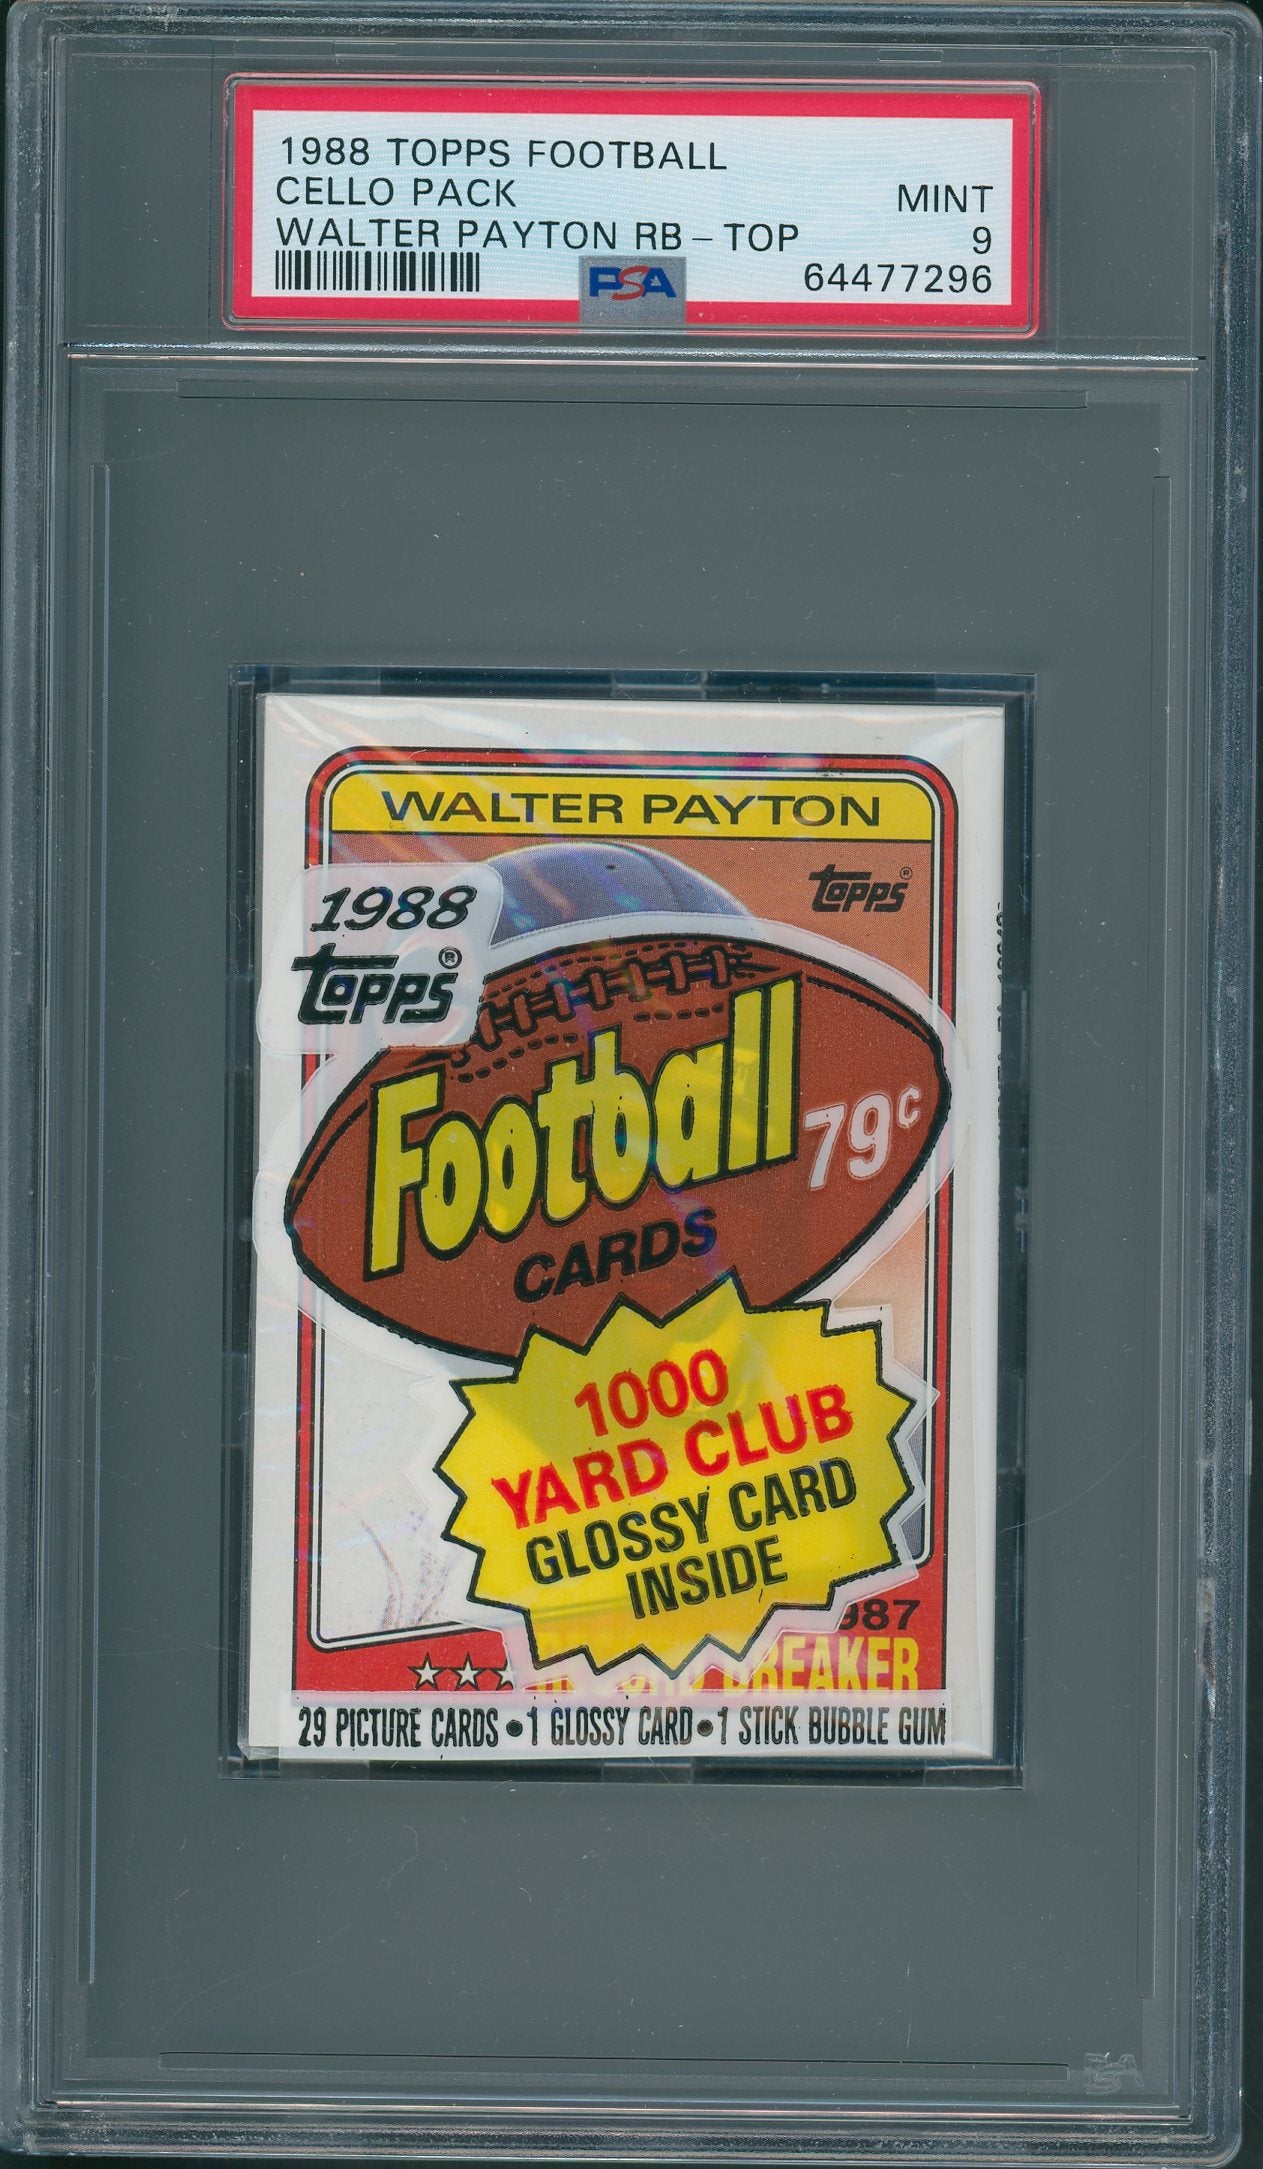 1988 TOPPS FOOTBALL
CELLO PACK
MINT
WALTER PAYTON RB - TOP
9
PSA
64477296
WALTER PAYTON
topps®
1988
topps®
Football
79¢
CARDS
1000
YARD CLUB
GLOSSY CARD
INSIDE
987
BREAKER
29 PICTURE CARDS • 1 GLOSSY CARD • 1 STICK BUBBLE GUM
PSA